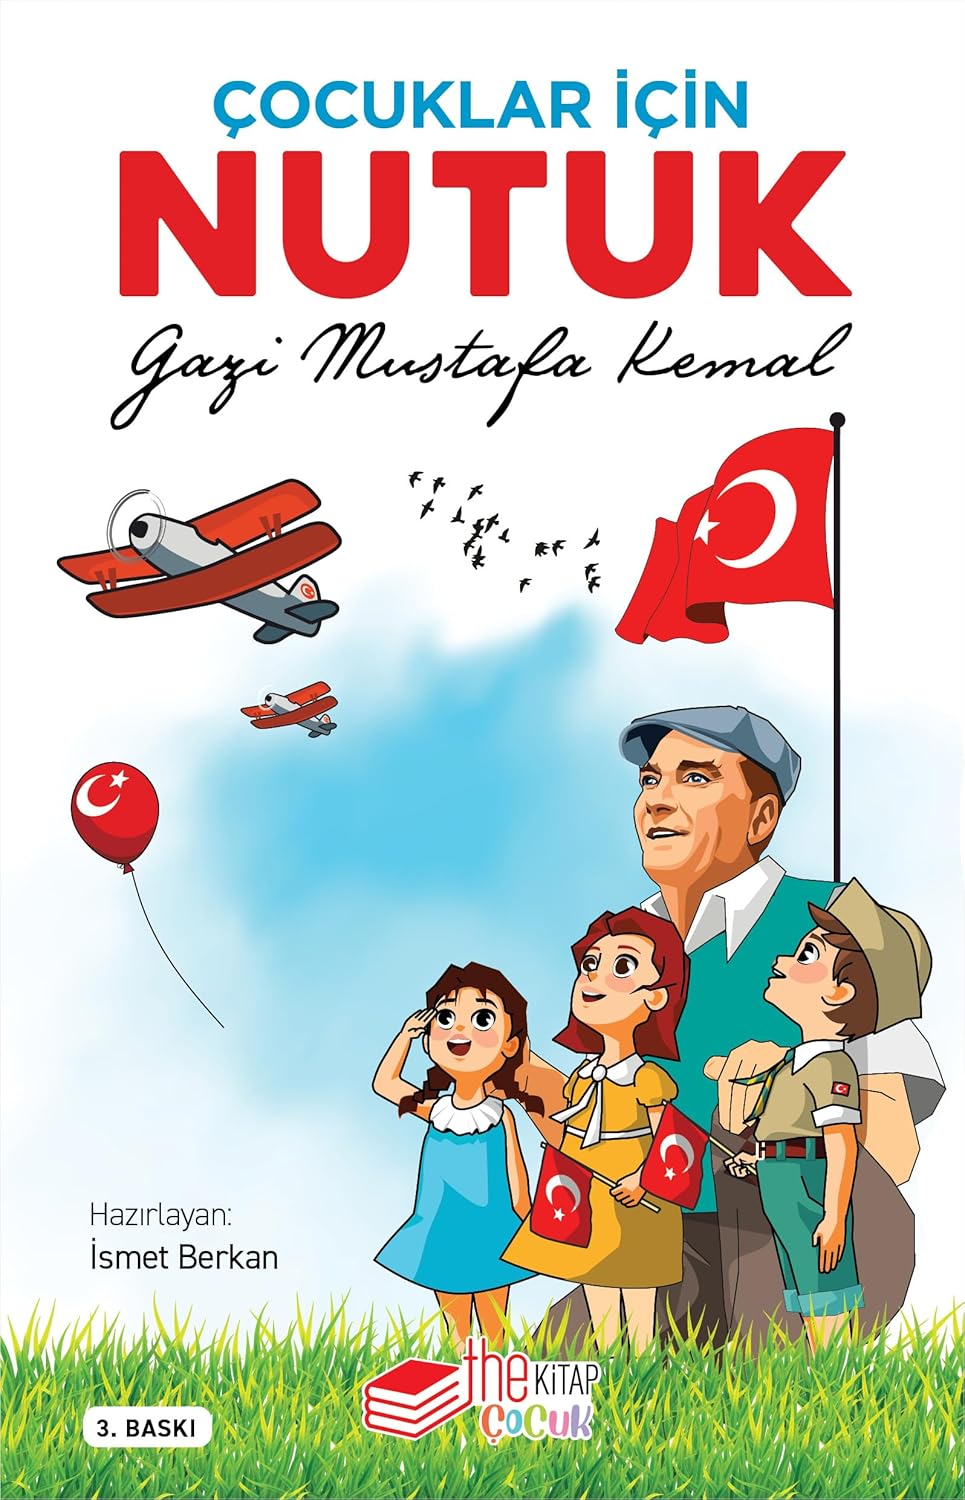 ÇOCUKLAR İÇİN
NUTUK
Gazi Mustafa Kemal
Hazırlayan:
İsmet Berkan
the KİTAP
çocuk
3. BASKI